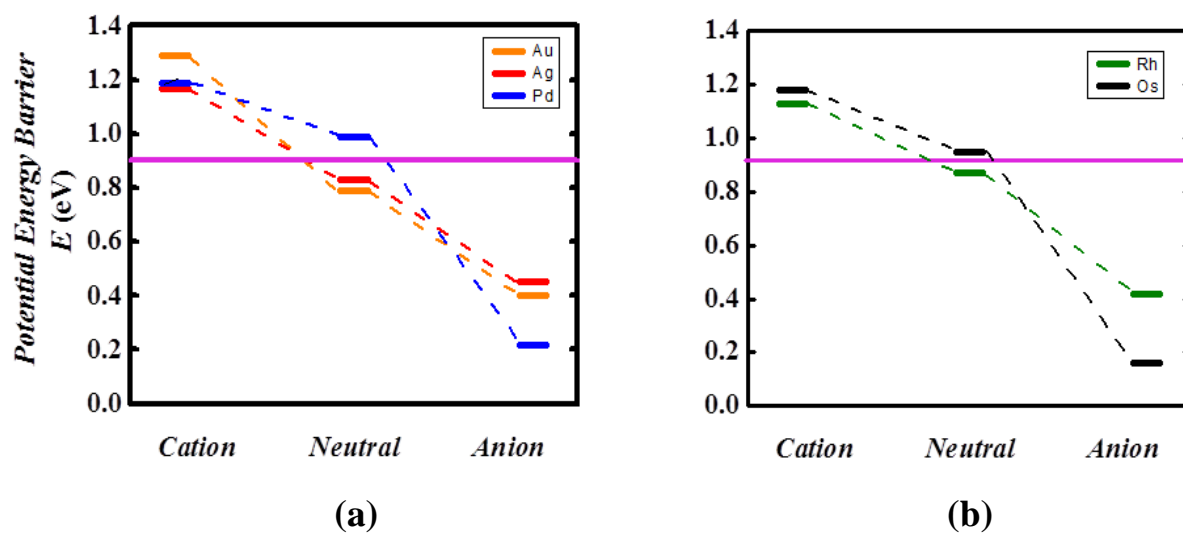 Potential Energy Barrier
E (eV)
1.4
1.2
1.0
0.8
0.6
0.4
0.2
0.0
Au
Ag
Pd
Cation Neutral Anion
(a)
1.4
1.2
1.0
0.8
0.6
0.4
0.2
0.0
Rh
Os
Cation Neutral Anion
(b)